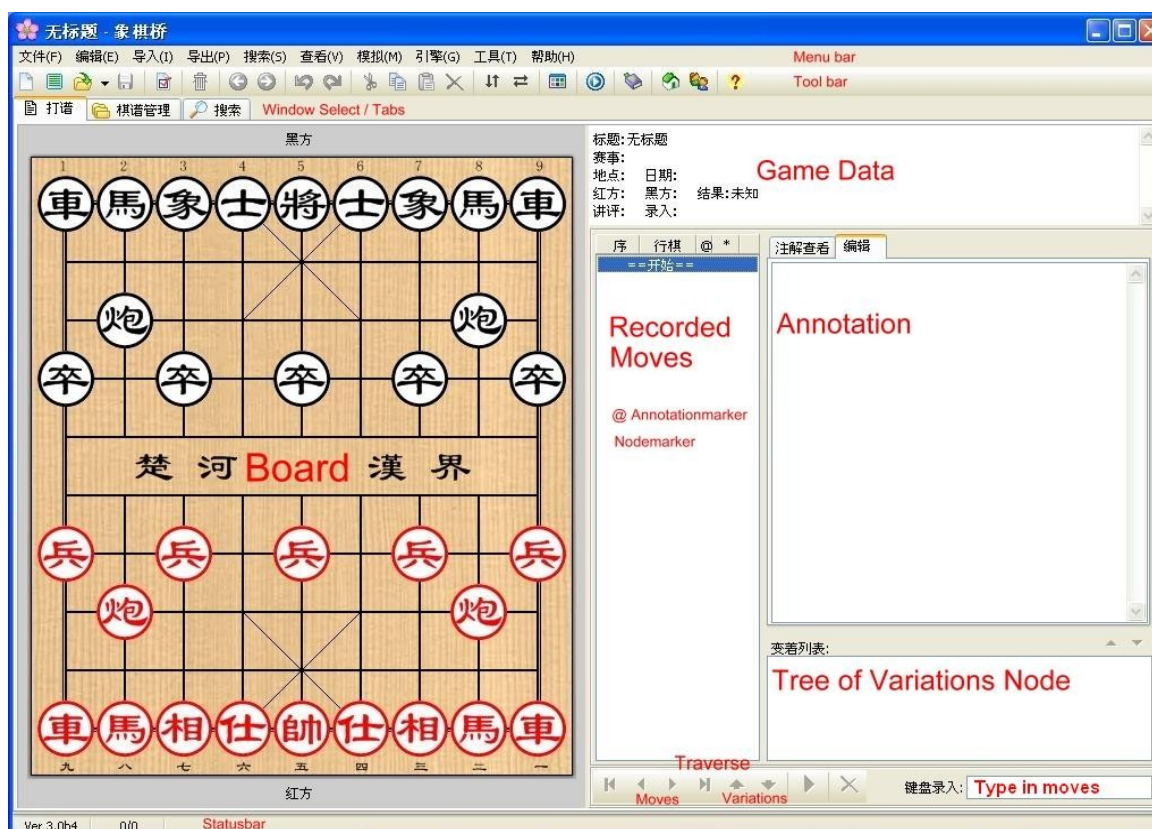 无标题 - 象棋桥
文件(F) 编辑(E) 导入(I) 导出(P) 搜索(S) 查看(V) 模拟(M) 引擎(G) 工具(T) 帮助(H) Menu bar
Tool bar
打谱 棋谱管理 搜索 Window Select / Tabs
黑方
1 2 3 4 5 6 7 8 9
車 馬 象 士 將 士 象 馬 車
炮 炮
卒 卒 卒 卒 卒
楚 河 Board 漢 界
兵 兵 兵 兵 兵
炮 炮
車 馬 相 仕 帥 仕 相 馬 車
九 八 七 六 五 四 三 二 一
红方
标题:无标题
赛事:
地点: 日期:
红方: 黑方: 结果:未知
讲评: 录入:
Game Data
序 行棋 @ *
==开始==
Recorded
Moves
@ Annotationmarker
Nodemarker
注解查看 编辑
Annotation
变着列表:
Tree of Variations Node
Traverse
Moves Variations
键盘录入: Type in moves
Ver 3.0b4 0/0 Statusbar